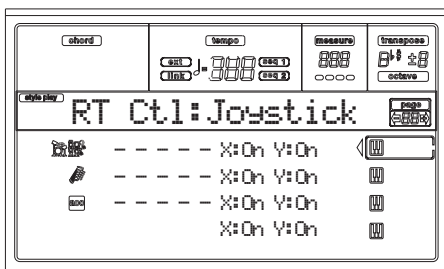 chord tempo measure transpose
ext seq 1
link seq 2
octave
style play page
RT Ctl:Joystick
- - - - - X:On Y:On
- - - - - X:On Y:On
acc - - - - - X:On Y:On
X:On Y:On